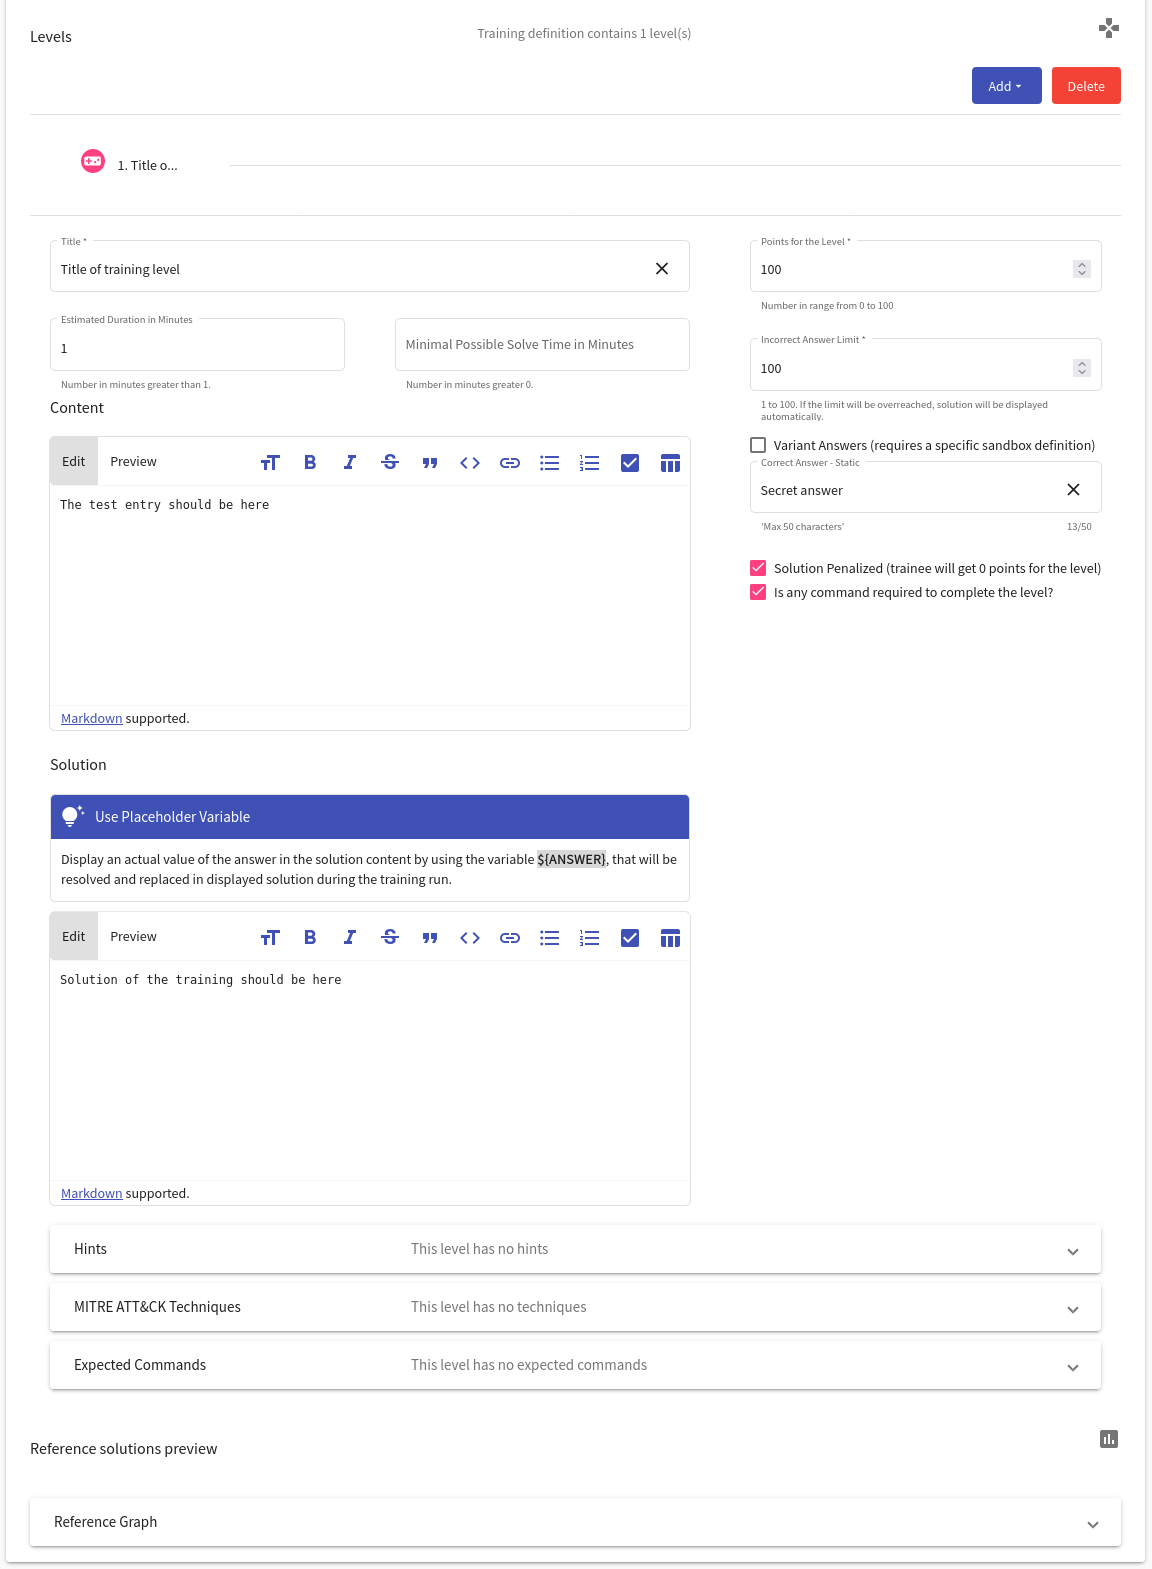 Levels
Training definition contains 1 level(s)
Add
Delete
1. Title o...
Title *
Title of training level
Points for the Level *
100
Number in range from 0 to 100
Estimated Duration in Minutes
1
Number in minutes greater than 1.
Minimal Possible Solve Time in Minutes
Number in minutes greater 0.
Incorrect Answer Limit *
100
1 to 100. If the limit will be overreached, solution will be displayed
automatically.
Content
Variant Answers (requires a specific sandbox definition)
Correct Answer - Static
Secret answer
'Max 50 characters'
13/50
Solution Penalized (trainee will get 0 points for the level)
Is any command required to complete the level?
Edit
Preview
The test entry should be here
Markdown supported.
Solution
Use Placeholder Variable
Display an actual value of the answer in the solution content by using the variable ${ANSWER}, that will be
resolved and replaced in displayed solution during the training run.
Edit
Preview
Solution of the training should be here
Markdown supported.
Hints
This level has no hints
MITRE ATT&CK Techniques
This level has no techniques
Expected Commands
This level has no expected commands
Reference solutions preview
Reference Graph